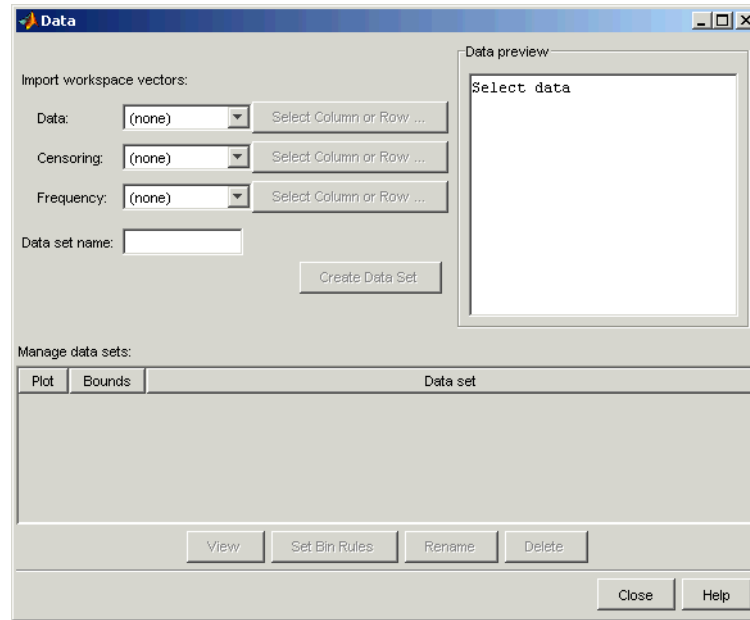 Data
Data preview
Import workspace vectors:
Select data
Data: (none) Select Column or Row ...
Censoring: (none) Select Column or Row ...
Frequency: (none) Select Column or Row ...
Data set name:
Create Data Set
Manage data sets:
Plot Bounds Data set
View Set Bin Rules Rename Delete
Close Help